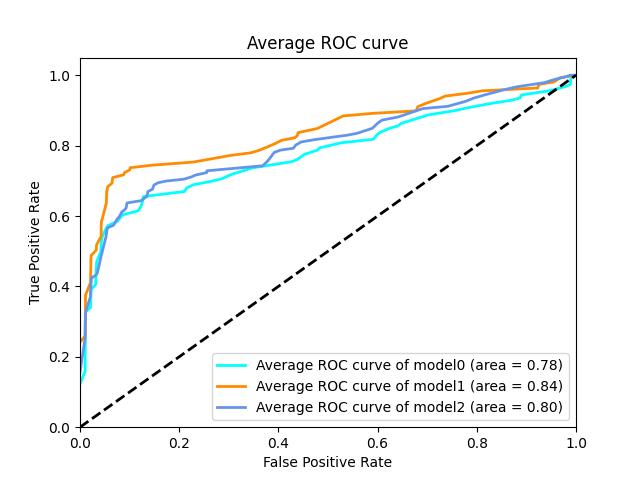 Average ROC curve
True Positive Rate
1.0
0.8
0.6
0.4
0.2
0.0
Average ROC curve of model0 (area = 0.78)
Average ROC curve of model1 (area = 0.84)
Average ROC curve of model2 (area = 0.80)
0.0 0.2 0.4 0.6 0.8 1.0
False Positive Rate